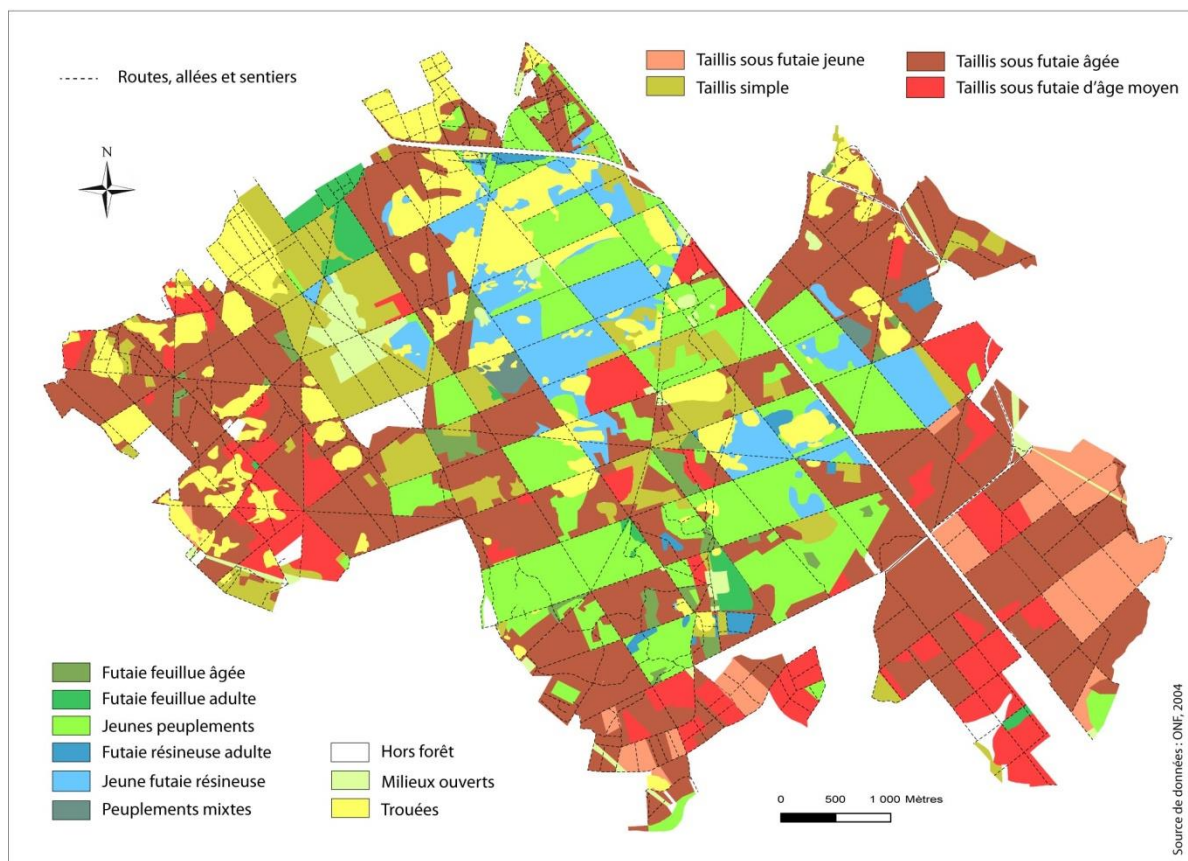 Routes, allées et sentiers
Taillis sous futaie jeune
Taillis simple
Taillis sous futaie âgée
Taillis sous futaie d'âge moyen
N
Futaie feuillue âgée
Futaie feuillue adulte
Jeunes peuplements
Futaie résineuse adulte
Jeune futaie résineuse
Peuplements mixtes
Hors forêt
Milieux ouverts
Trouées
0 500 1 000 Mètres
Source de données : ONF, 2004